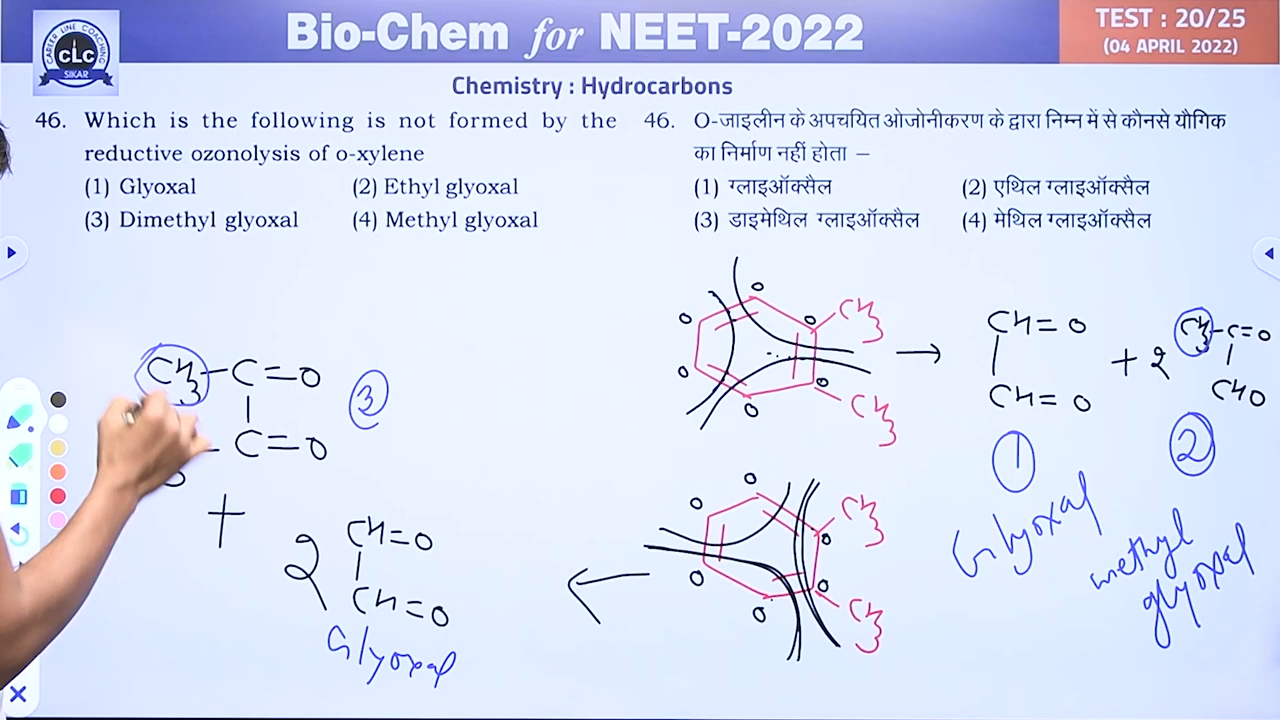 CAREER LINE COACHING
CLC
SIKAR
Bio-Chem for NEET-2022
TEST : 20/25
(04 APRIL 2022)
Chemistry : Hydrocarbons
46. Which is the following is not formed by the
reductive ozonolysis of o-xylene
(1) Glyoxal (2) Ethyl glyoxal
(3) Dimethyl glyoxal (4) Methyl glyoxal
46. O-जाइलीन के अपचयित ओजोनीकरण के द्वारा निम्न में से कौनसे यौगिक
का निर्माण नहीं होता –
(1) ग्लाइऑक्सैल (2) एथिल ग्लाइऑक्सैल
(3) डाइमेथिल ग्लाइऑक्सैल (4) मेथिल ग्लाइऑक्सैल
O O O O O O
CH3
CH3
CH=O
CH=O
+ 2
CH3-C=O
CHO
1
2
Glyoxal
methyl
glyoxal
O O O O O O
CH3
CH3
CH3-C=O
C=O
3
+
2
CH=O
CH=O
Glyoxal